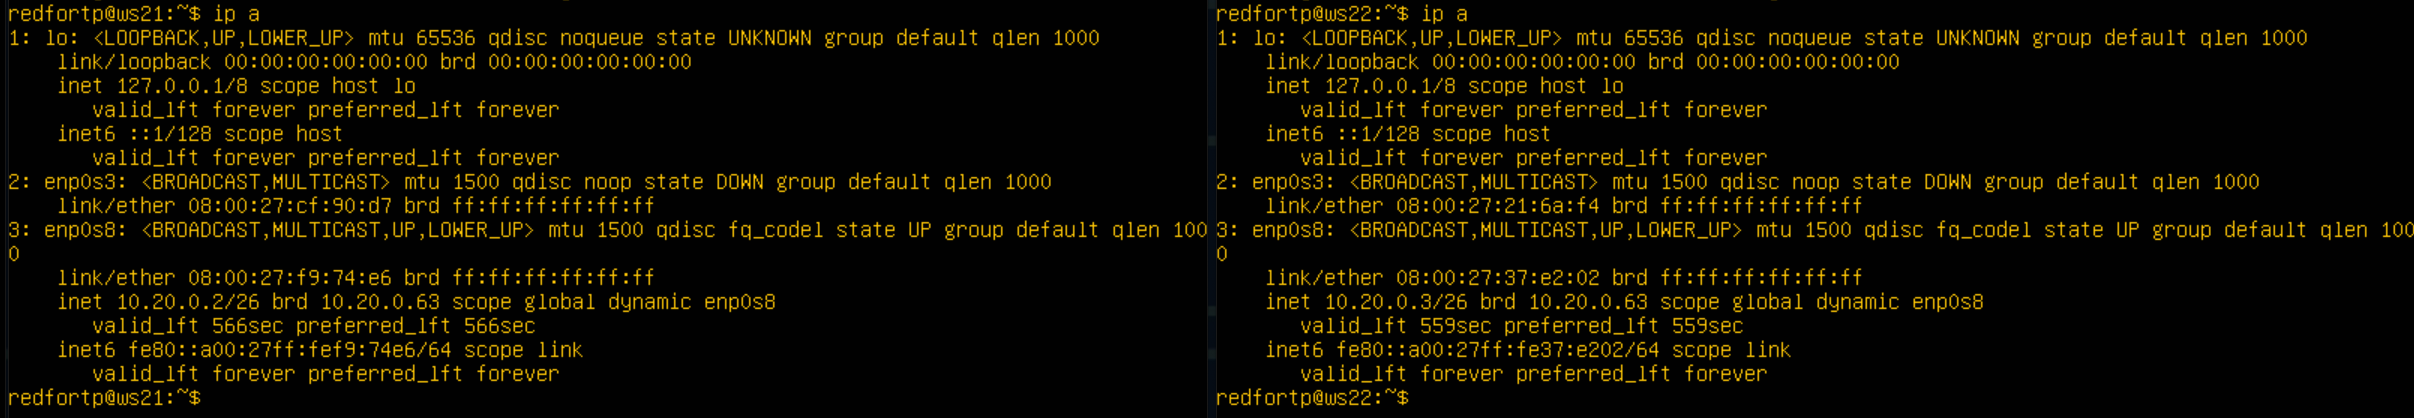 redfortp@ws21:~$ ip a
1: lo: <LOOPBACK,UP,LOWER_UP> mtu 65536 qdisc noqueue state UNKNOWN group default qlen 1000
    link/loopback 00:00:00:00:00:00 brd 00:00:00:00:00:00
    inet 127.0.0.1/8 scope host lo
       valid_lft forever preferred_lft forever
    inet6 ::1/128 scope host
       valid_lft forever preferred_lft forever
2: enp0s3: <BROADCAST,MULTICAST> mtu 1500 qdisc noop state DOWN group default qlen 1000
    link/ether 08:00:27:cf:90:d7 brd ff:ff:ff:ff:ff:ff
3: enp0s8: <BROADCAST,MULTICAST,UP,LOWER_UP> mtu 1500 qdisc fq_codel state UP group default qlen 100
0
    link/ether 08:00:27:f9:74:e6 brd ff:ff:ff:ff:ff:ff
    inet 10.20.0.2/26 brd 10.20.0.63 scope global dynamic enp0s8
       valid_lft 566sec preferred_lft 566sec
    inet6 fe80::a00:27ff:fef9:74e6/64 scope link
       valid_lft forever preferred_lft forever
redfortp@ws21:~$
redfortp@ws22:~$ ip a
1: lo: <LOOPBACK,UP,LOWER_UP> mtu 65536 qdisc noqueue state UNKNOWN group default qlen 1000
    link/loopback 00:00:00:00:00:00 brd 00:00:00:00:00:00
    inet 127.0.0.1/8 scope host lo
       valid_lft forever preferred_lft forever
    inet6 ::1/128 scope host
       valid_lft forever preferred_lft forever
2: enp0s3: <BROADCAST,MULTICAST> mtu 1500 qdisc noop state DOWN group default qlen 1000
    link/ether 08:00:27:21:6a:f4 brd ff:ff:ff:ff:ff:ff
3: enp0s8: <BROADCAST,MULTICAST,UP,LOWER_UP> mtu 1500 qdisc fq_codel state UP group default qlen 100
0
    link/ether 08:00:27:37:e2:02 brd ff:ff:ff:ff:ff:ff
    inet 10.20.0.3/26 brd 10.20.0.63 scope global dynamic enp0s8
       valid_lft 559sec preferred_lft 559sec
    inet6 fe80::a00:27ff:fe37:e202/64 scope link
       valid_lft forever preferred_lft forever
redfortp@ws22:~$